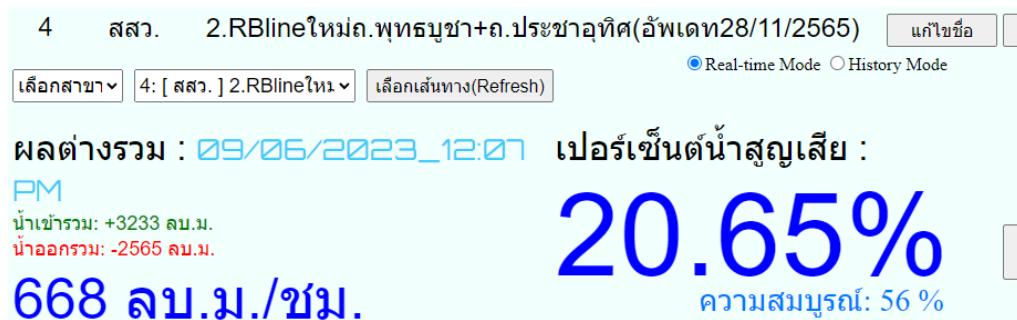 4 สสว. 2.RBlineใหม่ถ.พุทธบูชา+ถ.ประชาอุทิศ(อัพเดท28/11/2565) แก้ไขชื่อ
Real-time Mode History Mode
เลือกสาขา 4: [ สสว. ] 2.RBlineใหม เลือกเส้นทาง(Refresh)
ผลต่างรวม : 09/06/2023_12:07
PM
น้ำเข้ารวม: +3233 ลบ.ม.
น้ำออกรวม: -2565 ลบ.ม.
668 ลบ.ม./ชม.
เปอร์เซ็นต์น้ำสูญเสีย :
20.65%
ความสมบูรณ์: 56 %